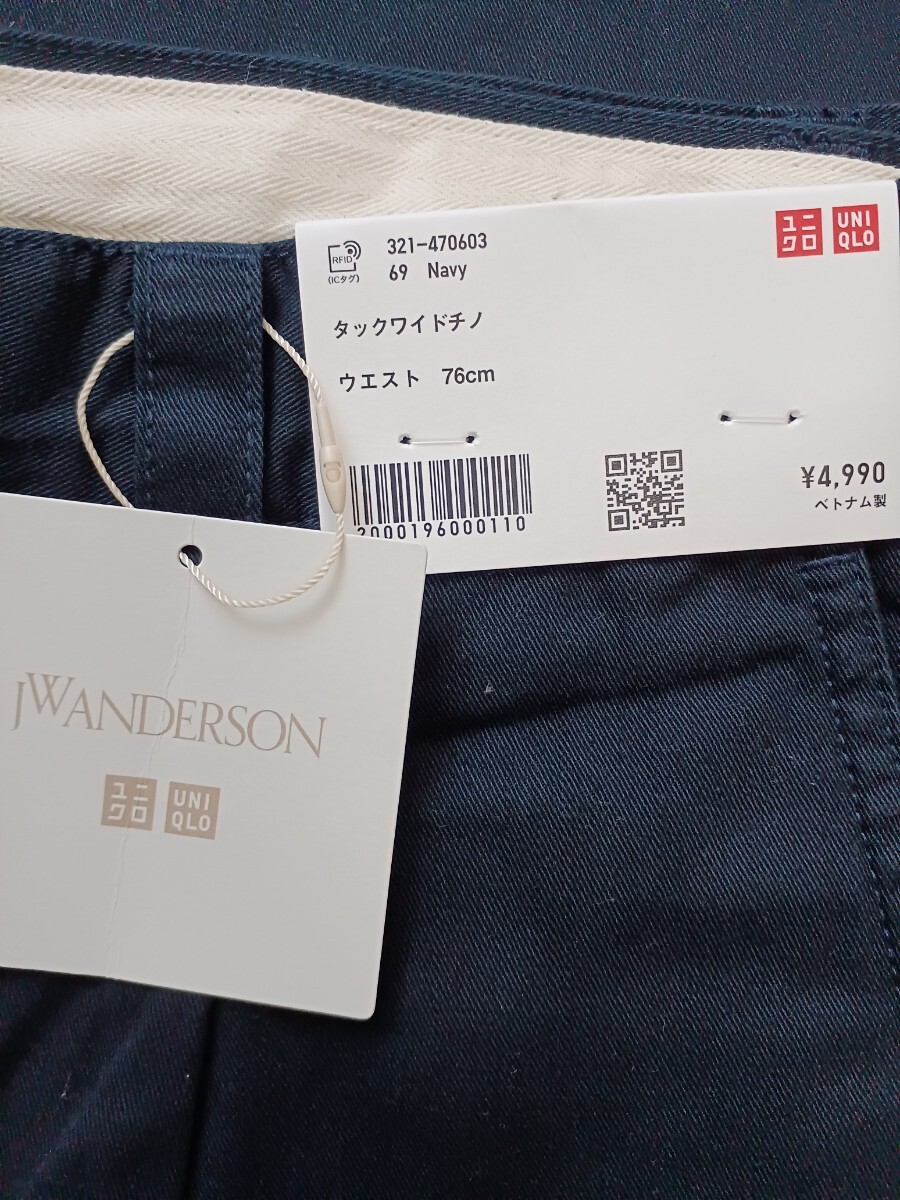 RFID
(ICタグ)
321-470603
69 Navy
ユニクロ
UNIQLO
タックワイドチノ
ウエスト 76cm
2000196000110
¥4,990
ベトナム製
JWANDERSON
ユニクロ
UNIQLO